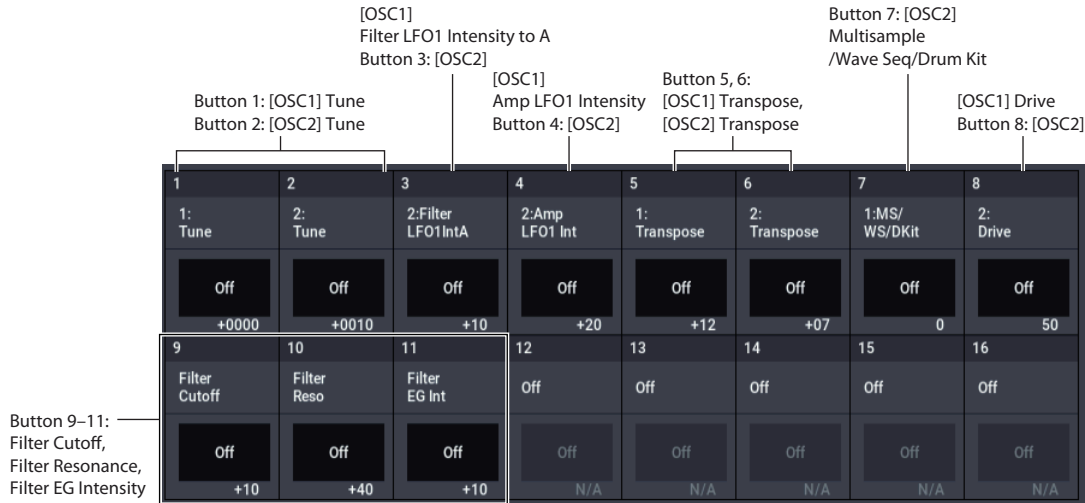 [OSC1]
Filter LFO1 Intensity to A
Button 3: [OSC2]
Button 7: [OSC2]
Multisample
/Wave Seq/Drum Kit
[OSC1]
Amp LFO1 Intensity
Button 4: [OSC2]
Button 5, 6:
[OSC1] Transpose,
[OSC2] Transpose
Button 1: [OSC1] Tune
Button 2: [OSC2] Tune
[OSC1] Drive
Button 8: [OSC2]
1 2 3 4 5 6 7 8
1: 2: 2:Filter 2:Amp 1: 2: 1:MS/ 2:
Tune Tune LFO1IntA LFO1 Int Transpose Transpose WS/DKit Drive
Off Off Off Off Off Off Off Off
+0000 +0010 +10 +20 +12 +07 0 50
9 10 11 12 13 14 15 16
Filter Filter Filter Off Off Off Off Off
Cutoff Reso EG Int
Off Off Off Off Off Off Off Off
+10 +40 +10 N/A N/A N/A N/A N/A
Button 9–11:
Filter Cutoff,
Filter Resonance,
Filter EG Intensity